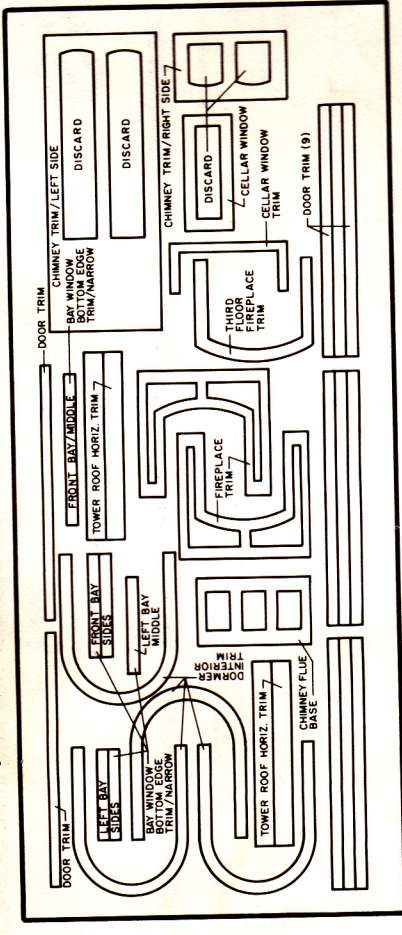 DOOR TRIM
CHIMNEY TRIM/LEFT SIDE
DISCARD
DISCARD
BAY WINDOW
BOTTOM EDGE
TRIM/NARROW
FRONT BAY/MIDDLE
TOWER ROOF HORIZ. TRIM
CHIMNEY TRIM/RIGHT SIDE
DISCARD
CELLAR WINDOW
CELLAR WINDOW
TRIM
THIRD
FLOOR
FIREPLACE
TRIM
DOOR TRIM (9)
FIREPLACE
TRIM
FRONT BAY
SIDES
LEFT BAY
MIDDLE
DORMER
INTERIOR
TRIM
DOOR TRIM
LEFT BAY
SIDES
BAY WINDOW
BOTTOM EDGE
TRIM/NARROW
TOWER ROOF HORIZ. TRIM
CHIMNEY FLUE
BASE